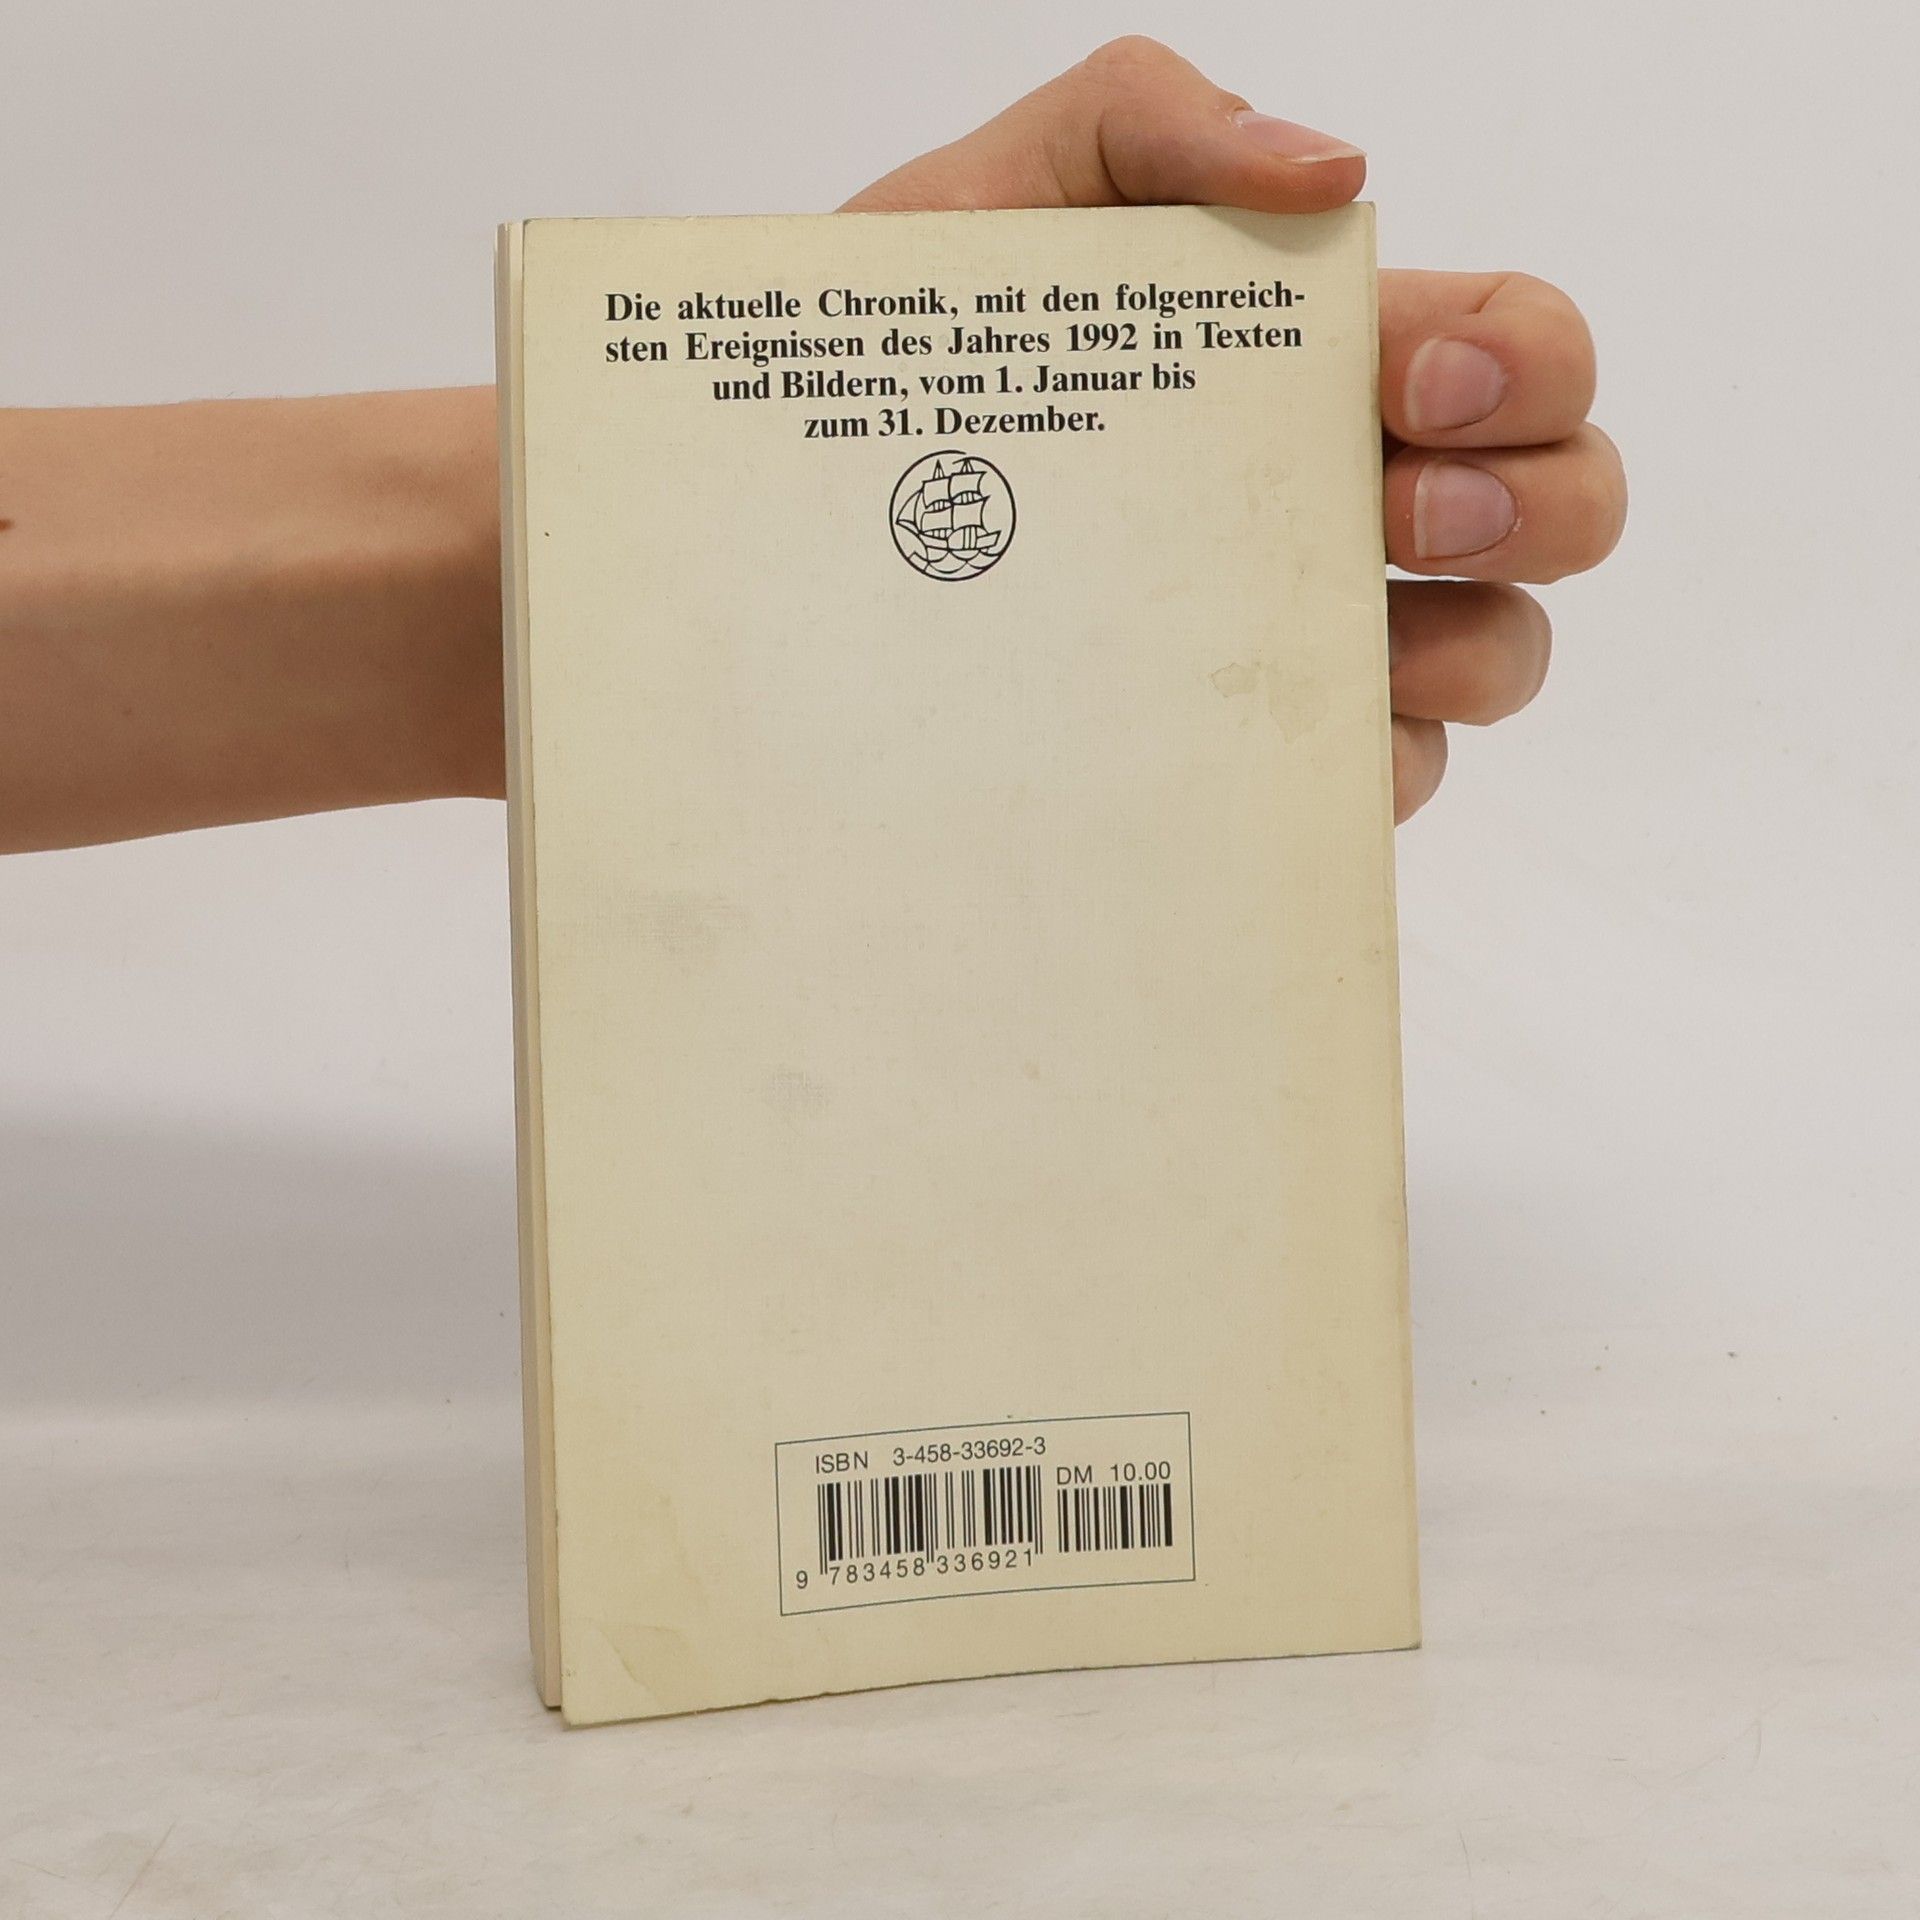 Die aktuelle Chronik, mit den folgenreich-
sten Ereignissen des Jahres 1992 in Texten
und Bildern, vom 1. Januar bis
zum 31. Dezember.
ISBN 3-458-33692-3
DM 10.00
9 783458 336921